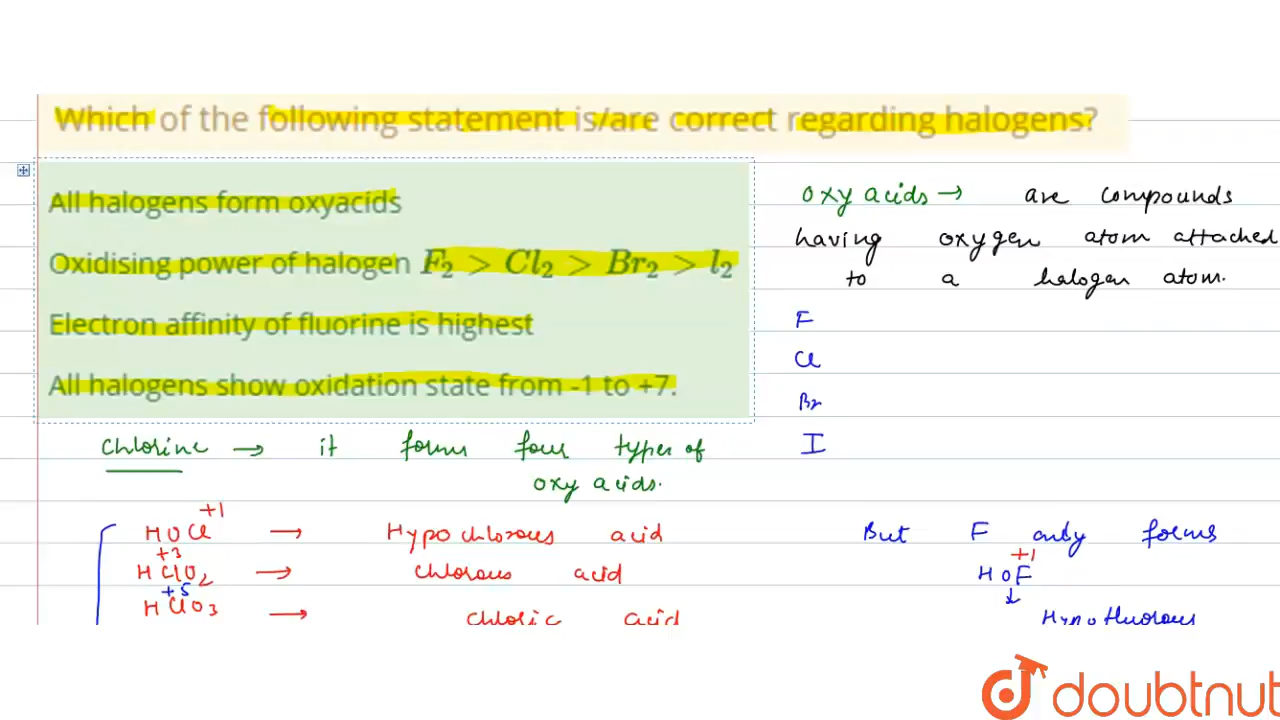 Which of the following statement is/are correct regarding halogens?
All halogens form oxyacids
Oxidising power of halogen F₂ > Cl₂ > Br₂ > l₂
Electron affinity of fluorine is highest
All halogens show oxidation state from -1 to +7.
oxy acids → are compounds
having oxygen atom attached
to a halogen atom.
F
Cl
Br
I
Chlorine → it forms four types of
oxy acids.
+1
HOCl → Hypochlorous acid
+3
HClO₂ → chlorous acid
+5
HClO₃ → chloric acid
But F only forms
+1
HOF
↓
Hypofluorous
doubtnut